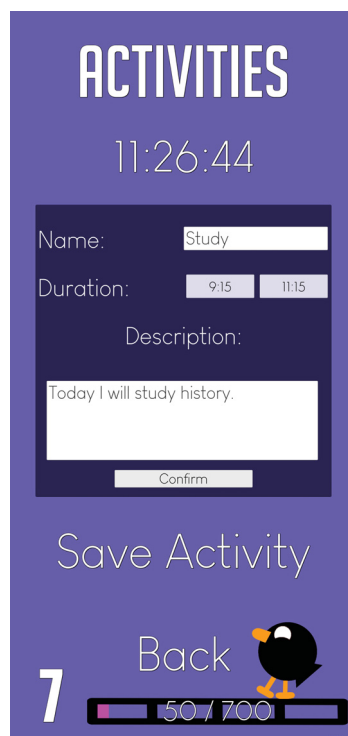 ACTIVITIES
11:26:44
Name: Study
Duration: 9:15 11:15
Description:
Today I will study history.
Confirm
Save Activity
Back
7 50 / 700